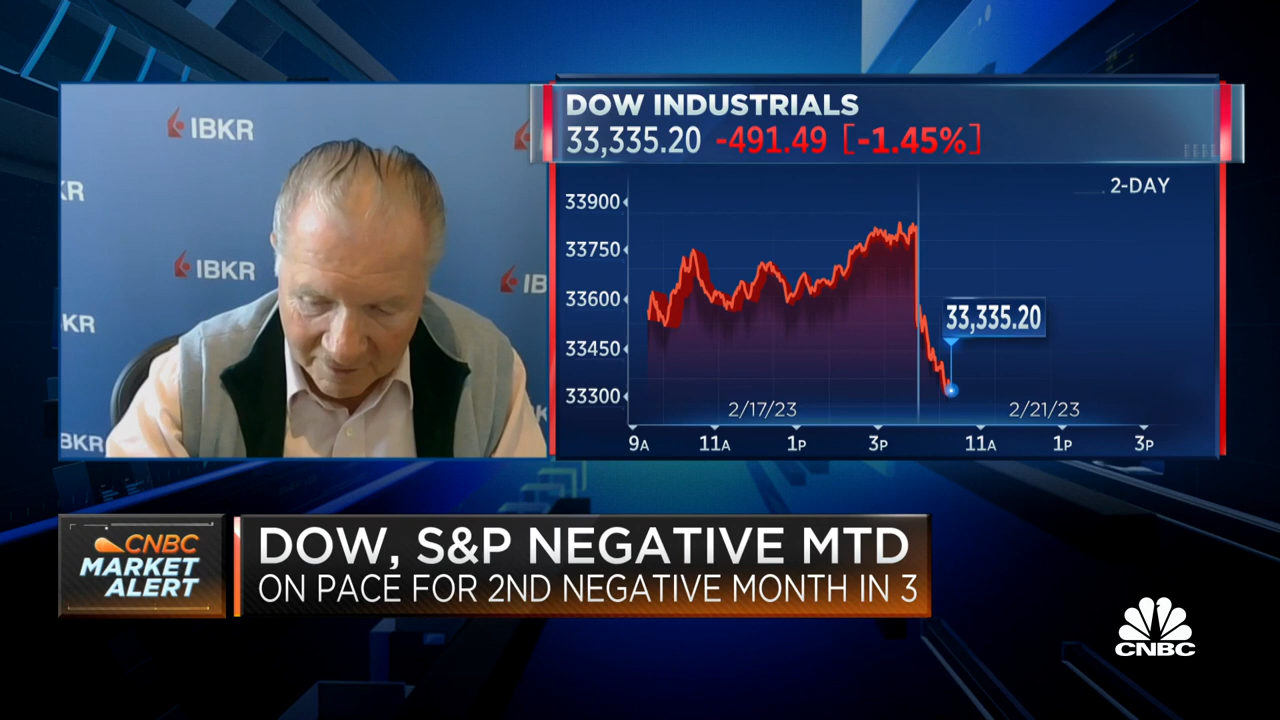 IBKR
KR
IBKR
IB
KR
BKR
K
DOW INDUSTRIALS
33,335.20 -491.49 [-1.45%]
2-DAY
33900
33750
33600
33450
33300
33,335.20
2/17/23
2/21/23
9A 11A 1P 3P 11A 1P 3P
CNBC
MARKET
ALERT
DOW, S&P NEGATIVE MTD
ON PACE FOR 2ND NEGATIVE MONTH IN 3
CNBC